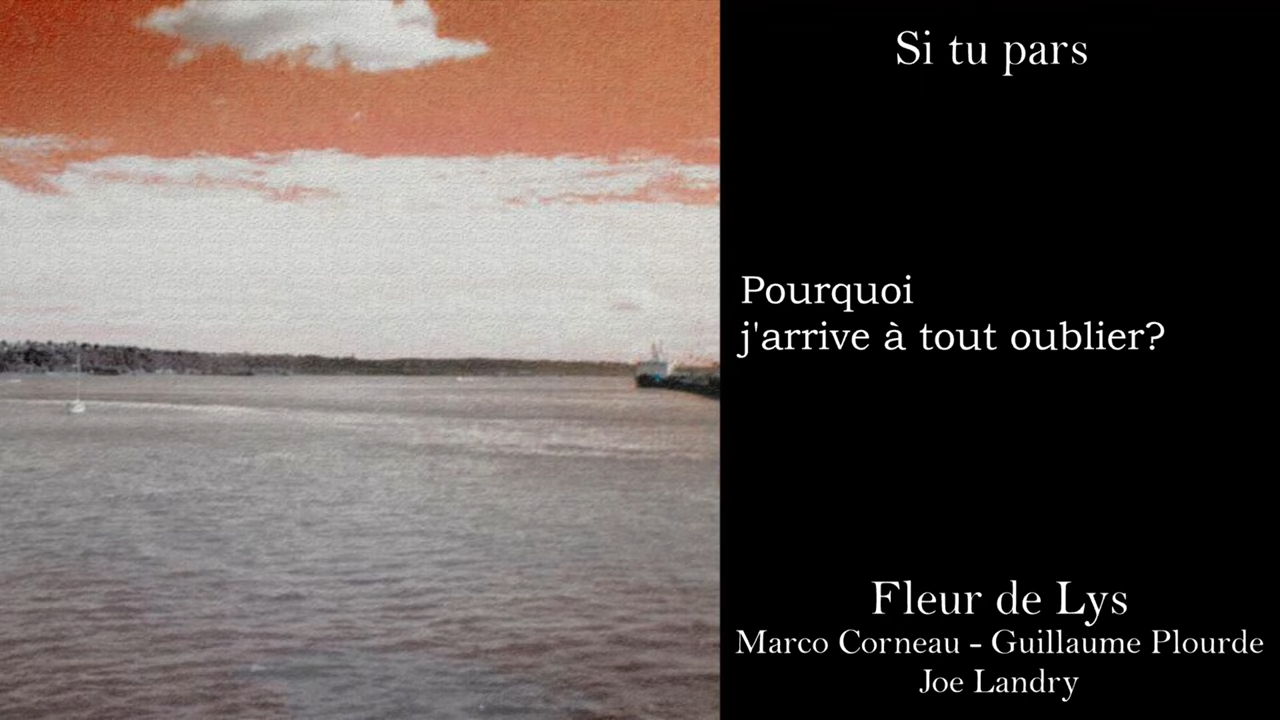 Si tu pars
Pourquoi
j'arrive à tout oublier?
Fleur de Lys
Marco Corneau - Guillaume Plourde
Joe Landry